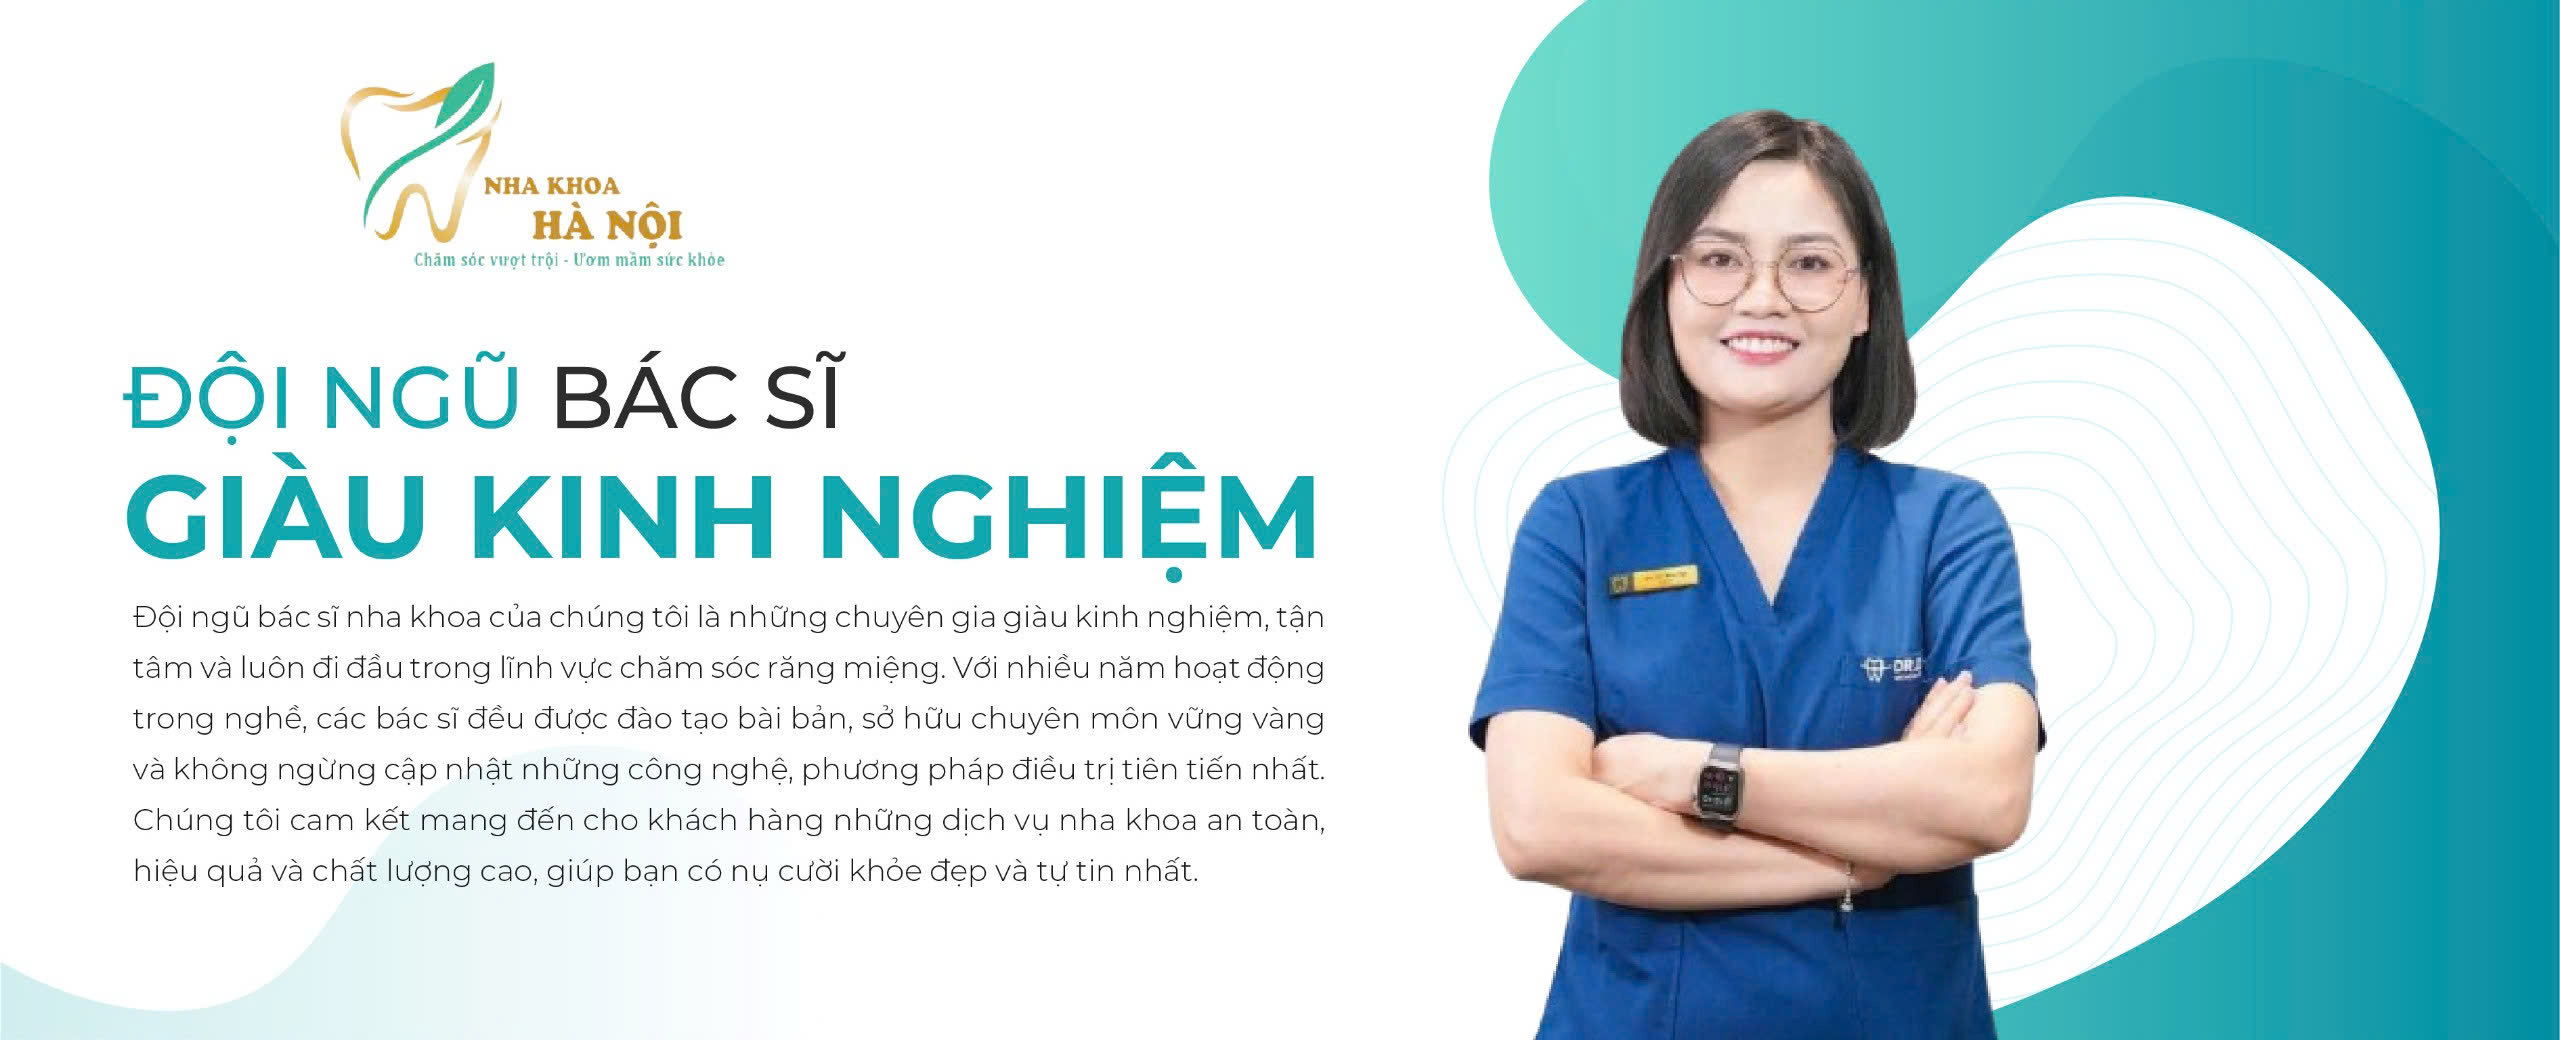 NHA KHOA
HÀ NỘI
Chăm sóc vượt trội - Ươm mầm sức khỏe
ĐỘI NGŨ BÁC SĨ
GIÀU KINH NGHIỆM
Đội ngũ bác sĩ nha khoa của chúng tôi là những chuyên gia giàu kinh nghiệm, tận
tâm và luôn đi đầu trong lĩnh vực chăm sóc răng miệng. Với nhiều năm hoạt động
trong nghề, các bác sĩ đều được đào tạo bài bản, sở hữu chuyên môn vững vàng
và không ngừng cập nhật những công nghệ, phương pháp điều trị tiên tiến nhất.
Chúng tôi cam kết mang đến cho khách hàng những dịch vụ nha khoa an toàn,
hiệu quả và chất lượng cao, giúp bạn có nụ cười khỏe đẹp và tự tin nhất.
DR.